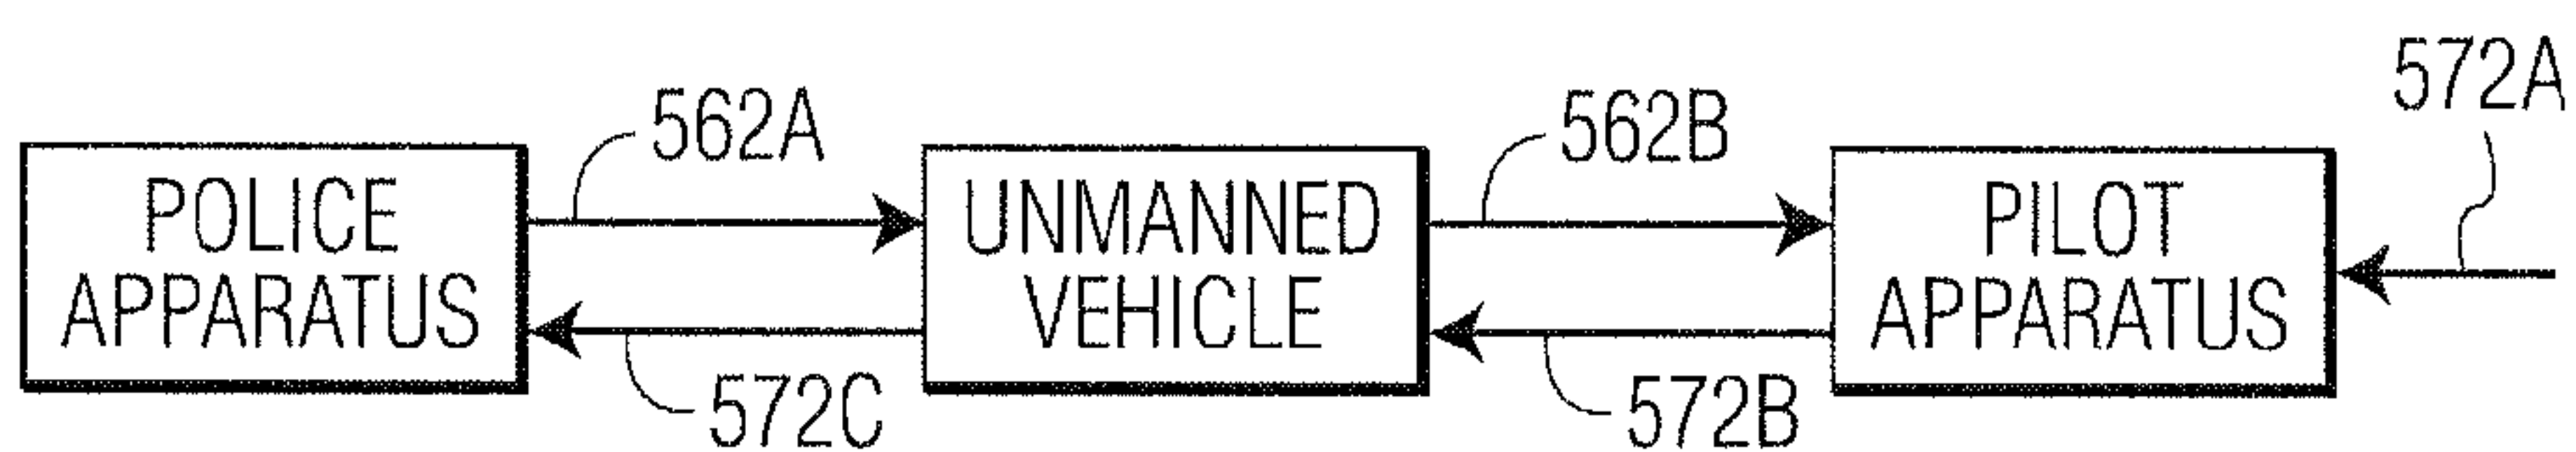 572A
562A
562B
POLICE
APPARATUS
UNMANNED
VEHICLE
PILOT
APPARATUS
572C
572B